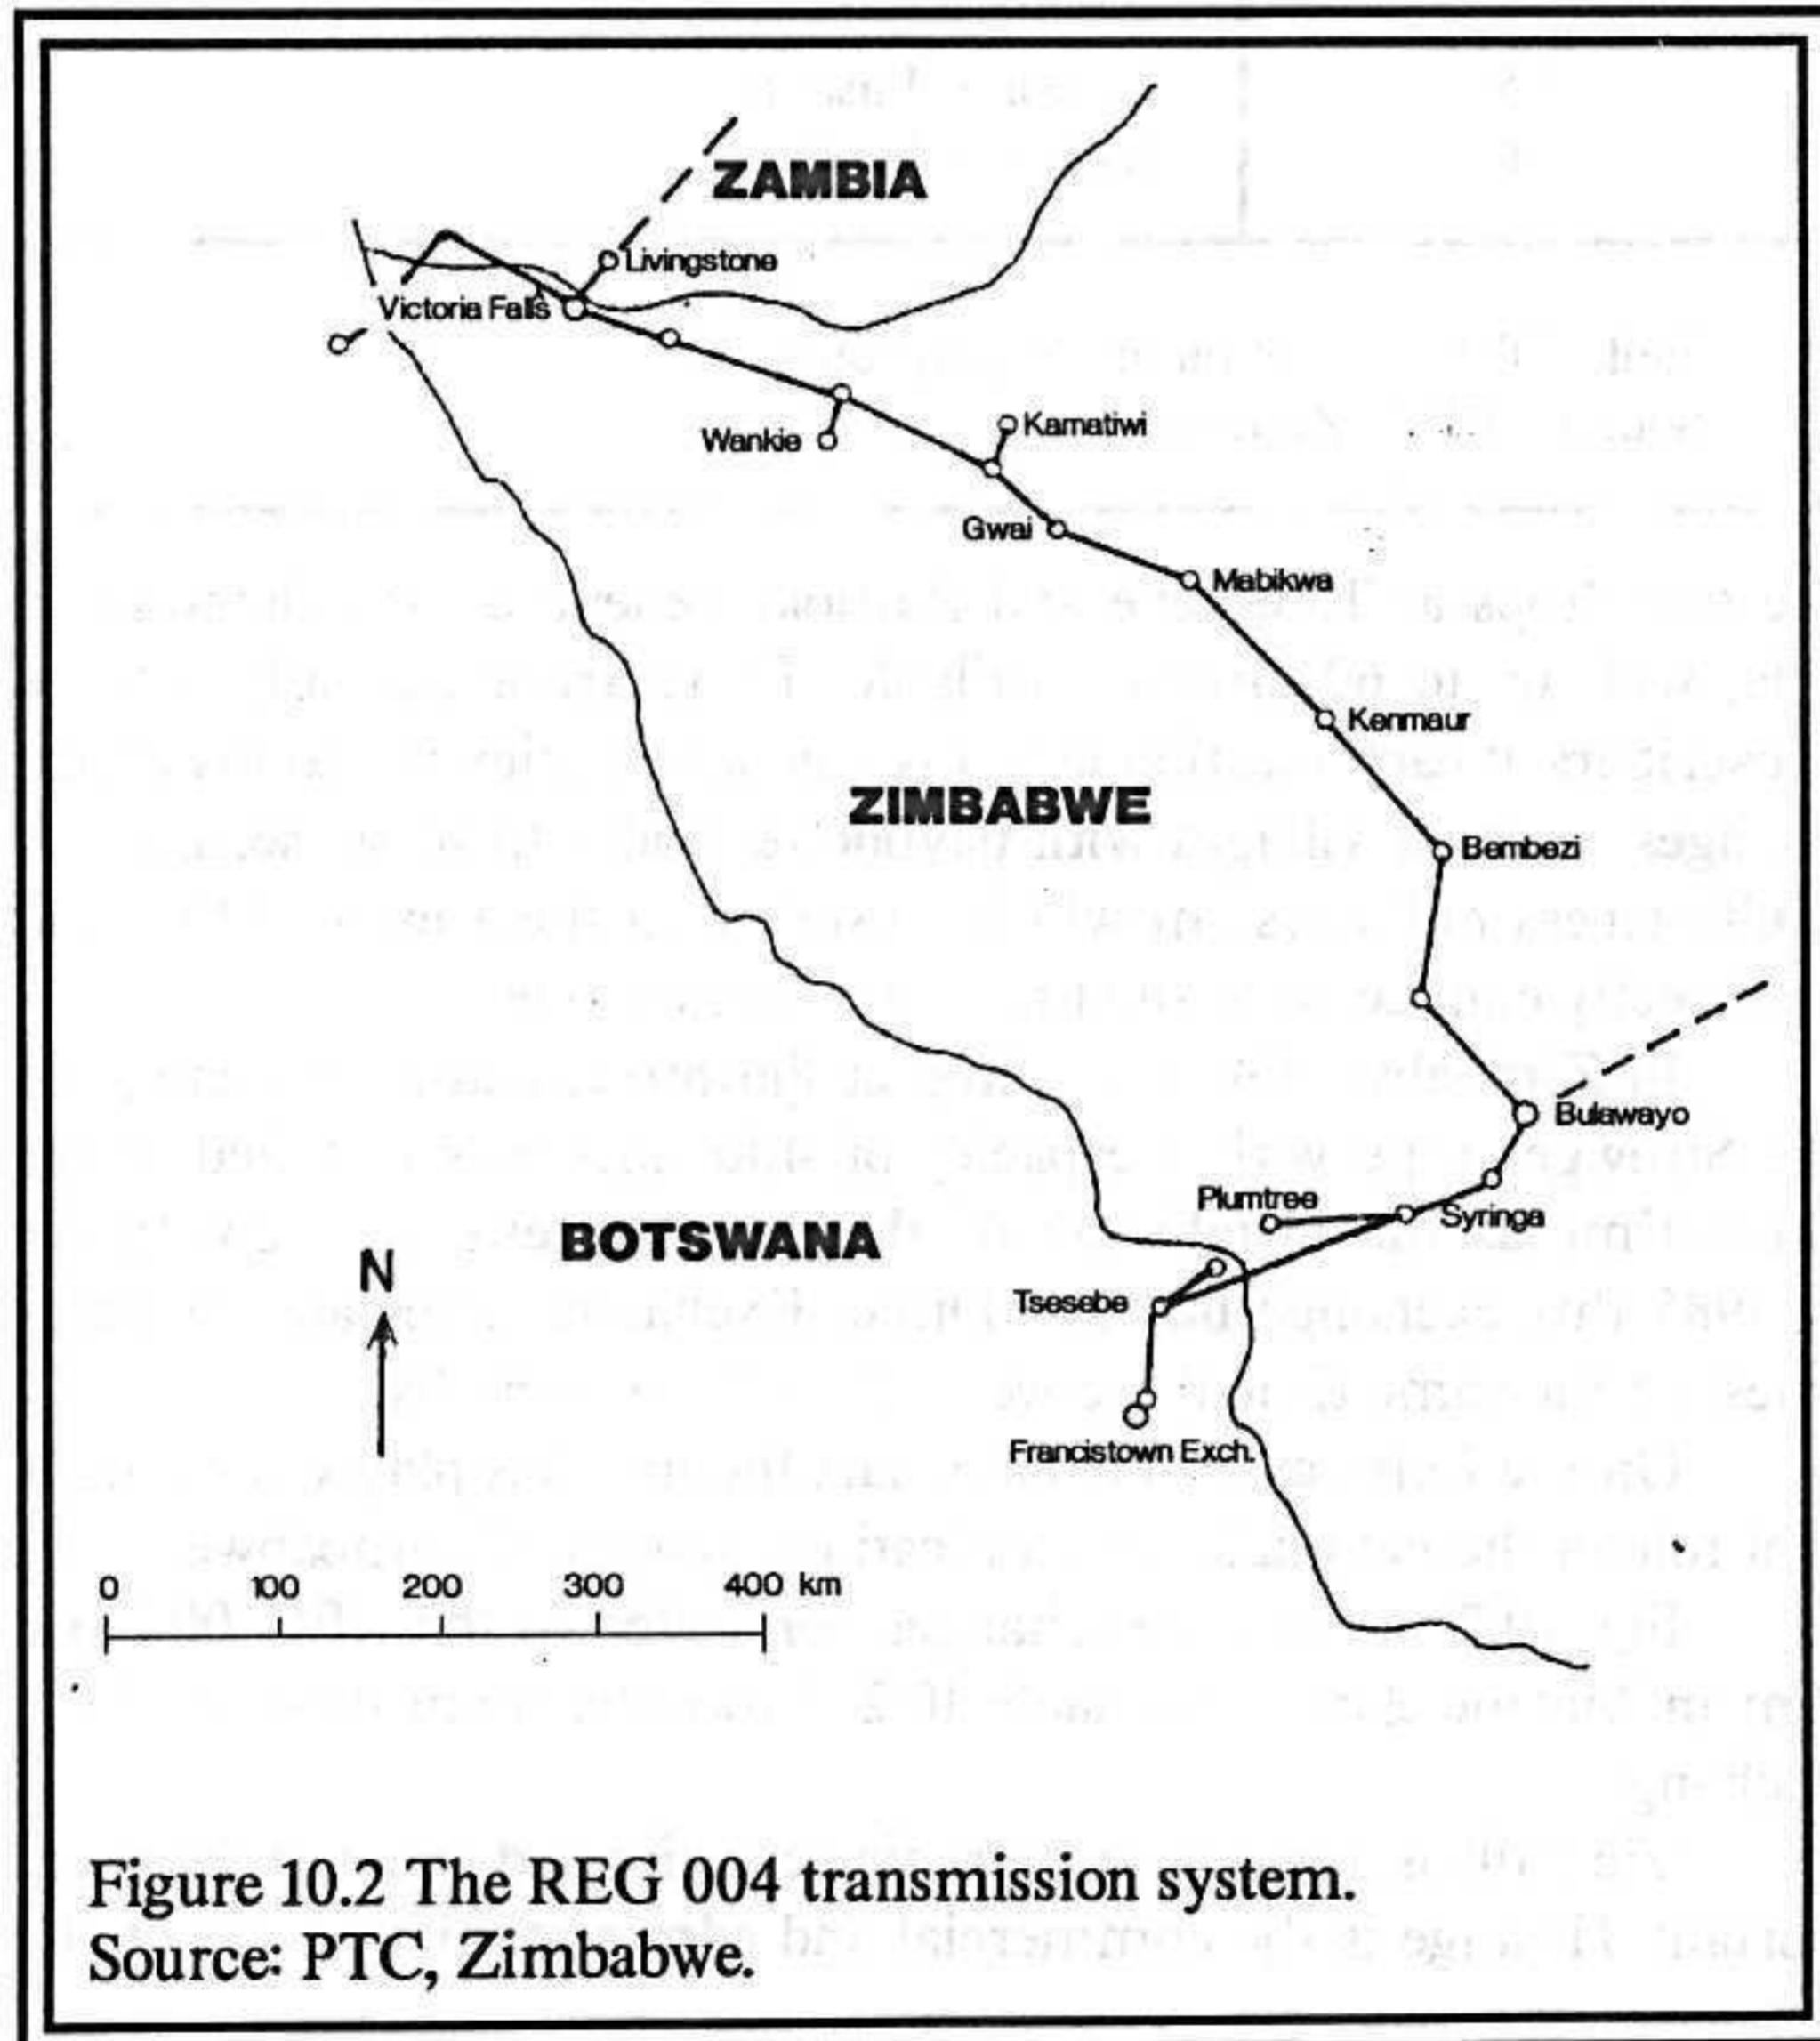 ZAMBIA
Livingstone
Victoria Falls
Wankie
Kamatiwi
Gwai
Mabikwa
Kenmaur
ZIMBABWE
Bembezi
Bulawayo
Plumtree
Syringa
BOTSWANA
N
Tsesebe
Francistown Exch.
0 100 200 300 400 km
Figure 10.2 The REG 004 transmission system.
Source: PTC, Zimbabwe.